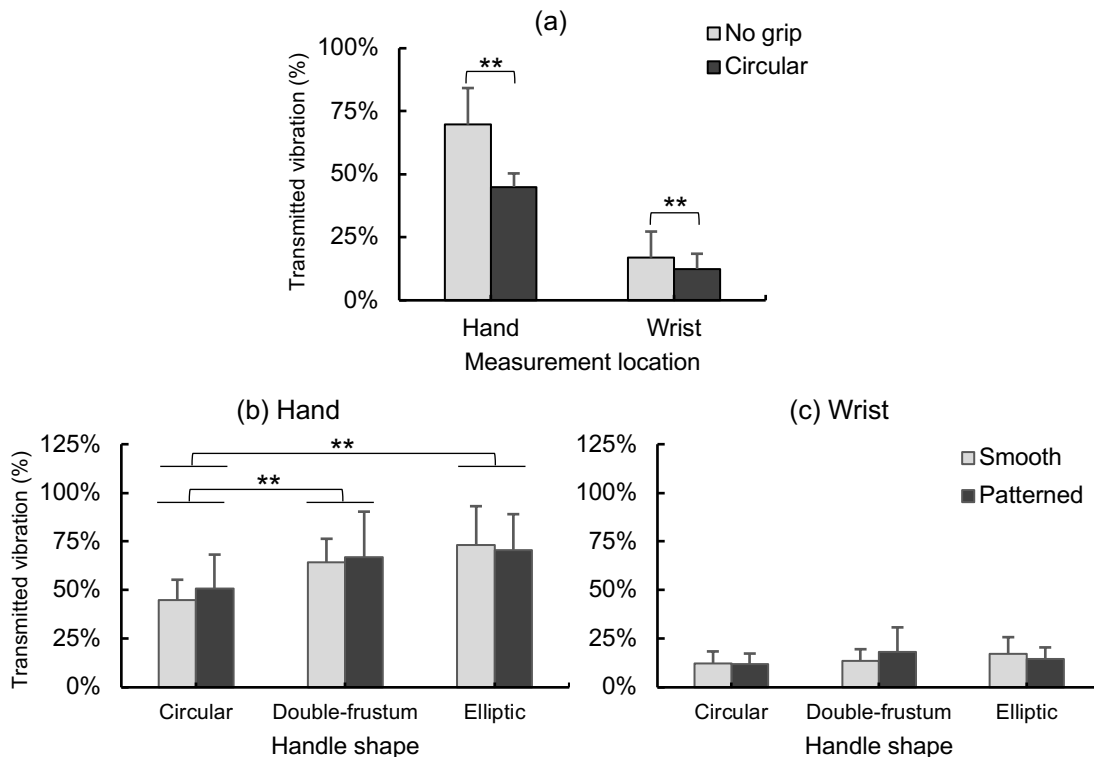 (a)
No grip
Circular
Transmitted vibration (%)
100%
75%
50%
25%
0%
**
**
Hand
Wrist
Measurement location
(b) Hand
Transmitted vibration (%)
125%
100%
75%
50%
25%
0%
**
**
Circular
Double-frustum
Elliptic
Handle shape
(c) Wrist
125%
100%
75%
50%
25%
0%
Smooth
Patterned
Circular
Double-frustum
Elliptic
Handle shape